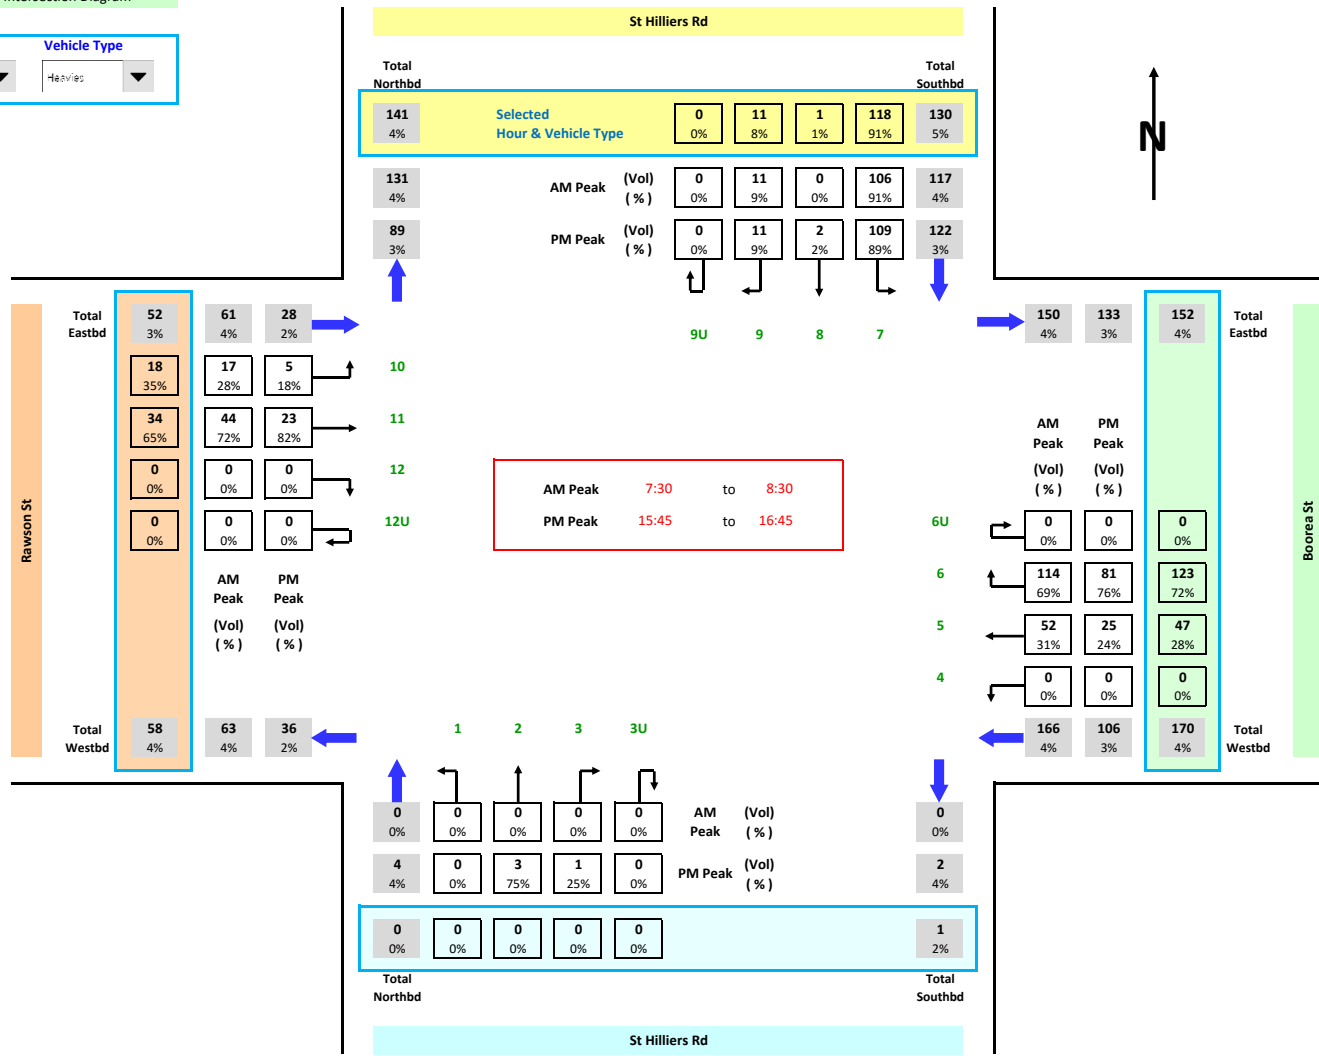 Intersection Diagram
St Hilliers Rd
Vehicle Type
Heavies
Total Northbd
Total Southbd
141 Selected 0 11 1 118 130
4% Hour & Vehicle Type 0% 8% 1% 91% 5%
N
131 AM Peak (Vol) 0 11 0 106 117
4% (%) 0% 9% 0% 91% 4%
89 PM Peak (Vol) 0 11 2 109 122
3% (%) 0% 9% 2% 89% 3%
Total Eastbd 52 61 28
3% 4% 2%
150 133 152 Total Eastbd
4% 3% 4%
9U 9 8 7
18 17 5 10
35% 28% 18%
34 44 23 11
65% 72% 82%
0 0 0 12
0% 0% 0%
0 0 0 12U
0% 0% 0%
AM Peak (Vol) (%)
PM Peak (Vol) (%)
Rawson St
AM Peak 7:30 to 8:30
PM Peak 15:45 to 16:45
AM Peak (Vol) (%)
PM Peak (Vol) (%)
6U 0 0 0
0% 0% 0%
6 114 81 123
69% 76% 72%
5 52 25 47
31% 24% 28%
4 0 0 0
0% 0% 0%
Boorea St
Total Westbd 58 63 36
4% 4% 2%
166 106 170 Total Westbd
4% 3% 4%
1 2 3 3U
0 0 0 0 0 AM Peak (Vol) 0
0% 0% 0% 0% 0% (%) 0%
4 0 3 1 0 PM Peak (Vol) 2
4% 0% 75% 25% 0% (%) 4%
0 0 0 0 0 1
0% 0% 0% 0% 0% 2%
Total Northbd
Total Southbd
St Hilliers Rd